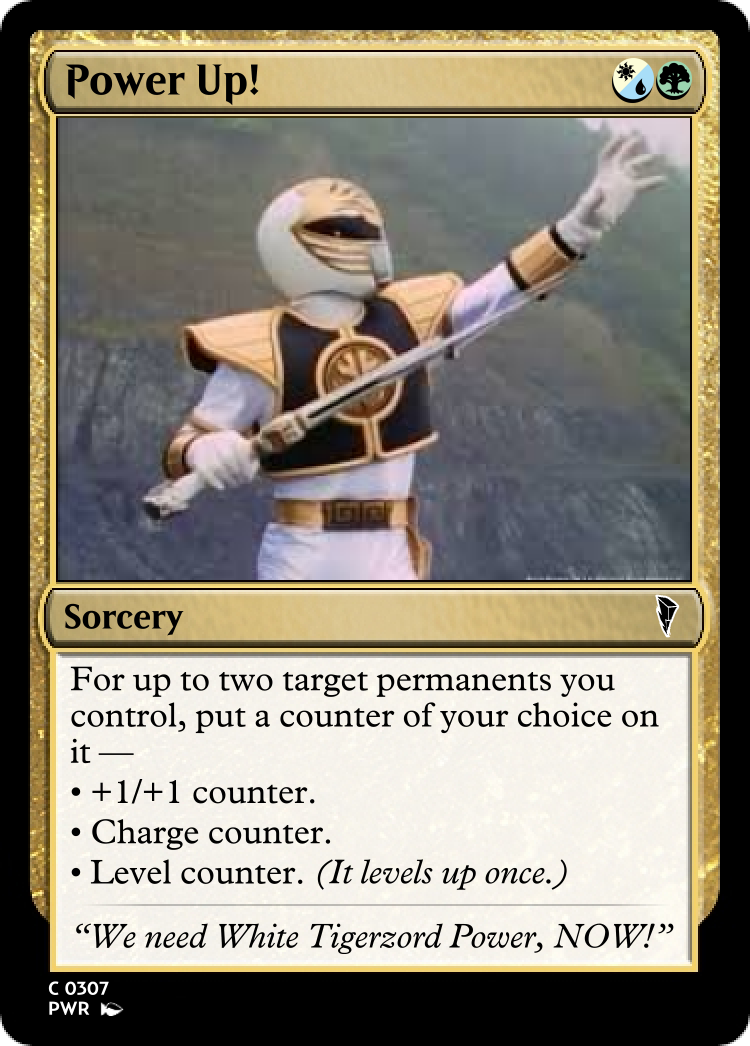 Power Up!
Sorcery
For up to two target permanents you
control, put a counter of your choice on
it —
• +1/+1 counter.
• Charge counter.
• Level counter. (It levels up once.)
“We need White Tigerzord Power, NOW!”
C 0307
PWR